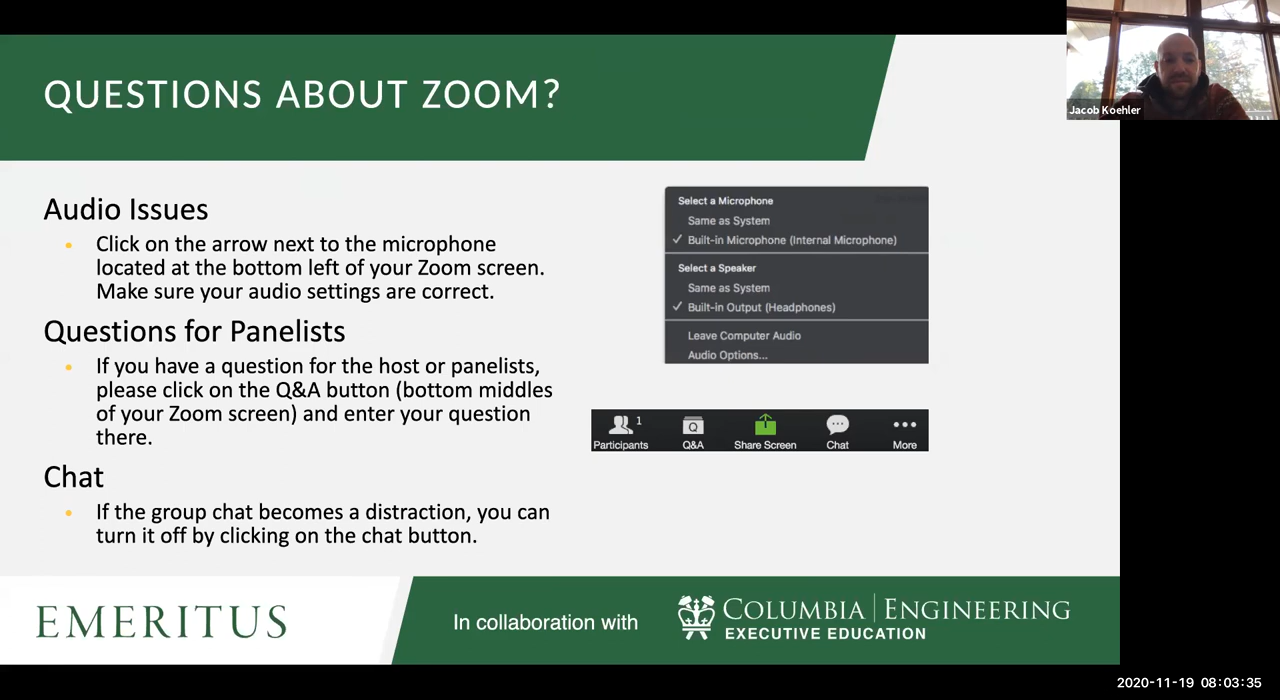 QUESTIONS ABOUT ZOOM?
Jacob Koehler
Audio Issues
Click on the arrow next to the microphone
located at the bottom left of your Zoom screen.
Make sure your audio settings are correct.
Questions for Panelists
If you have a question for the host or panelists,
please click on the Q&A button (bottom middles
of your Zoom screen) and enter your question
there.
Chat
If the group chat becomes a distraction, you can
turn it off by clicking on the chat button.
Select a Microphone
Same as System
✓ Built-in Microphone (Internal Microphone)
Select a Speaker
Same as System
✓ Built-in Output (Headphones)
Leave Computer Audio
Audio Options...
1
Q
Participants Q&A Share Screen Chat More
EMERITUS
In collaboration with
COLUMBIA | ENGINEERING
EXECUTIVE EDUCATION
2020-11-19 08:03:35